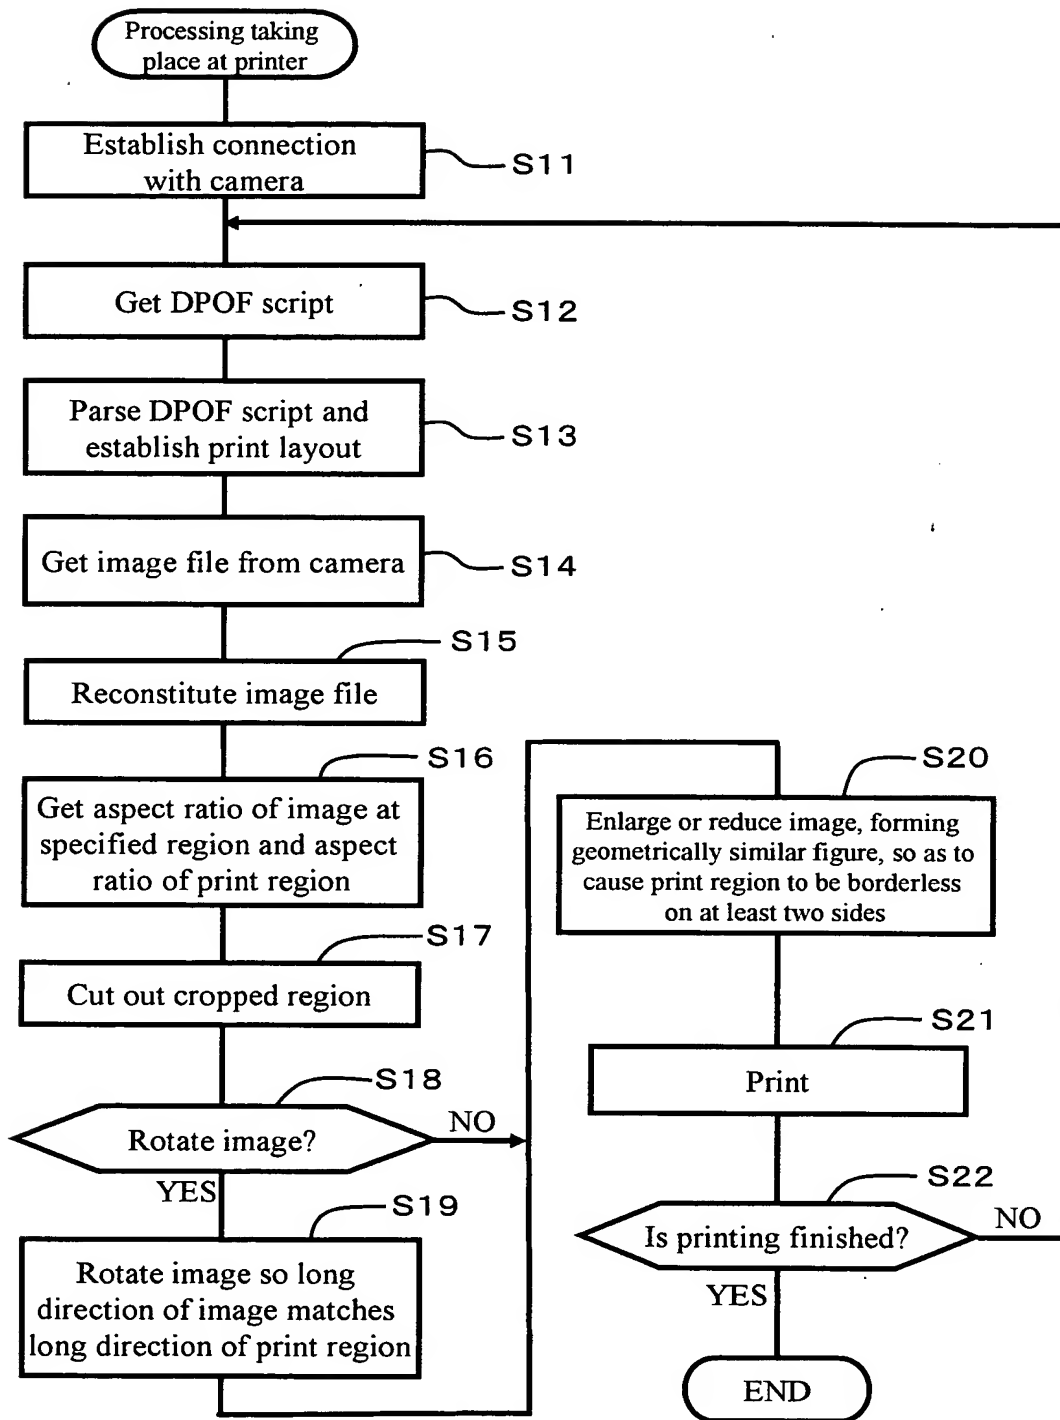 Processing taking
place at printer
Establish connection
with camera
S11
Get DPOF script
S12
Parse DPOF script and
establish print layout
S13
Get image file from camera
S14
S15
Reconstitute image file
S16
Get aspect ratio of image at
specified region and aspect
ratio of print region
S17
Cut out cropped region
S18
Rotate image?
NO
YES
S19
Rotate image so long
direction of image matches
long direction of print region
S20
Enlarge or reduce image, forming
geometrically similar figure, so as to
cause print region to be borderless
on at least two sides
S21
Print
S22
Is printing finished?
NO
YES
END